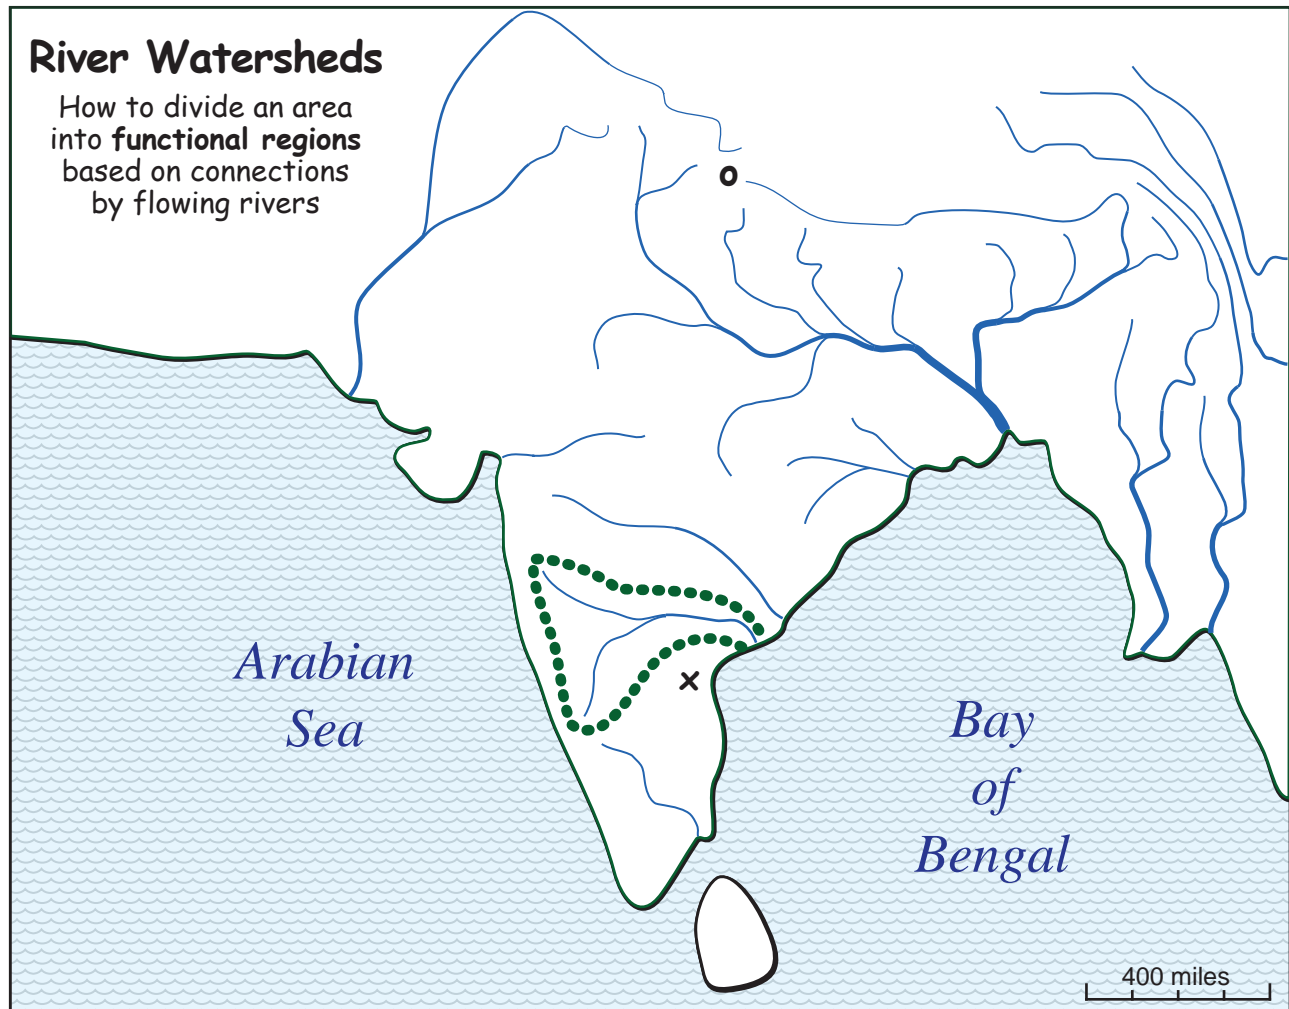 River Watersheds
How to divide an area
into functional regions
based on connections
by flowing rivers
o
x
Arabian
Sea
Bay
of
Bengal
400 miles